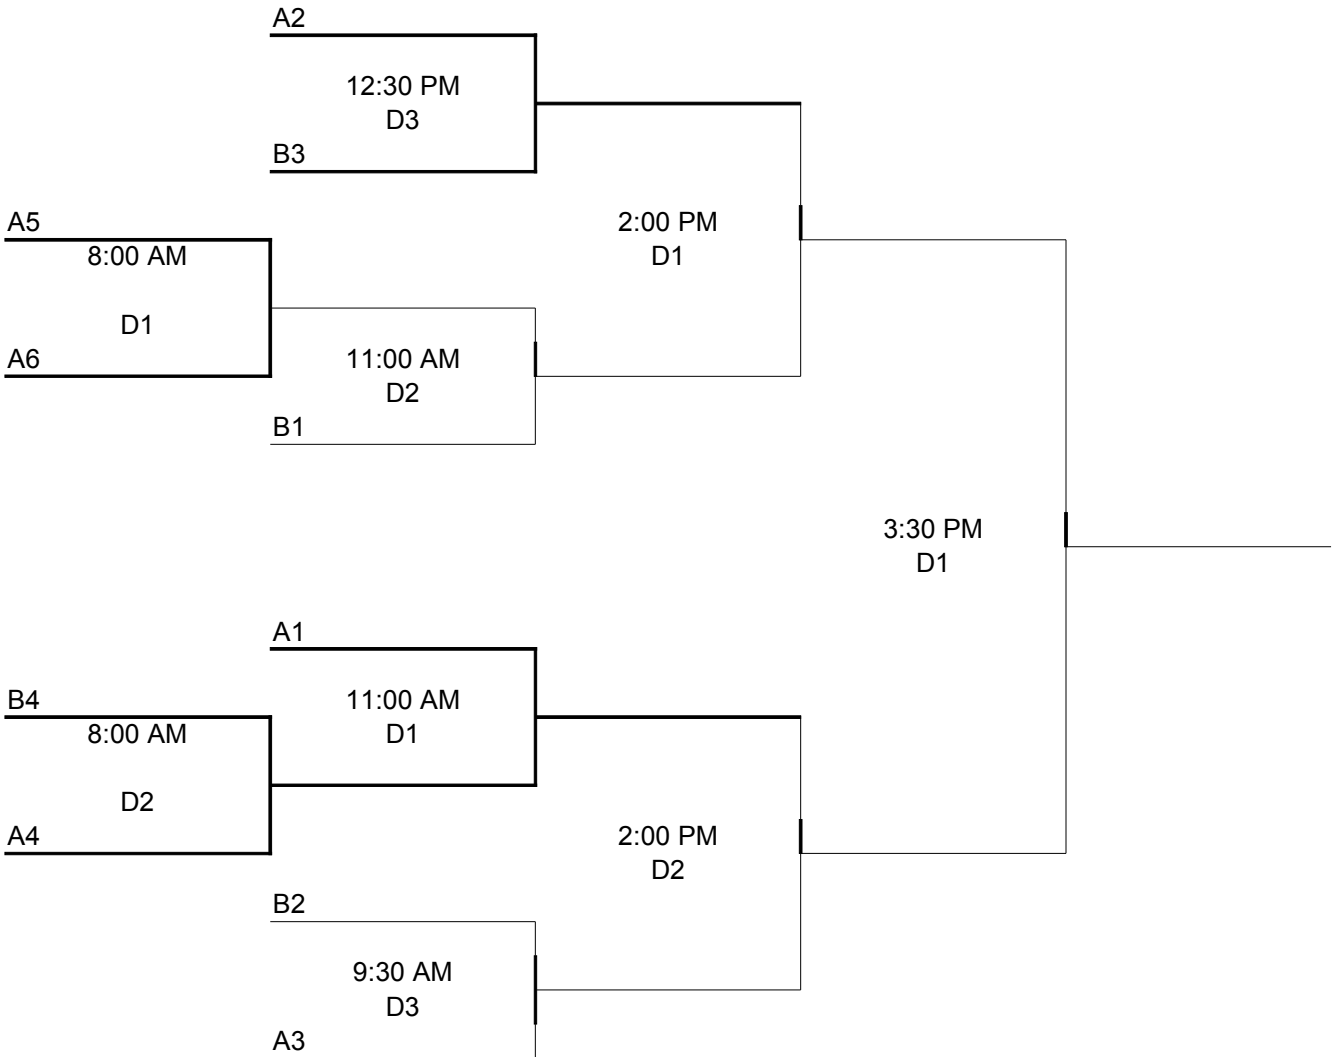 A2
12:30 PM
D3
B3
A5
8:00 AM
2:00 PM
D1
D1
A6
11:00 AM
D2
B1
3:30 PM
D1
A1
B4
11:00 AM
8:00 AM
D1
D2
A4
2:00 PM
D2
B2
9:30 AM
D3
A3